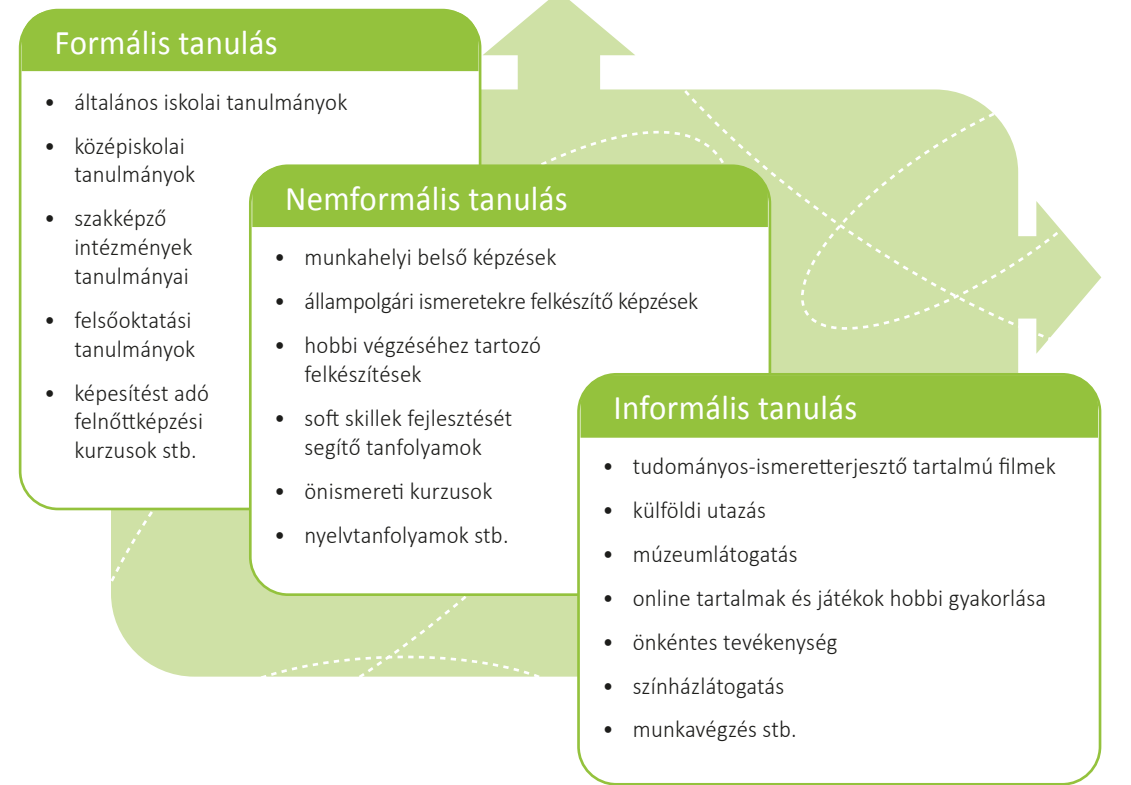 Formális tanulás
• általános iskolai tanulmányok
• középiskolai
tanulmányok
• szakképző
intézmények
tanulmányai
• felsőoktatási
tanulmányok
• képesítést adó
felnőttképzési
kurzusok stb.
Nemformális tanulás
• munkahelyi belső képzések
• állampolgári ismeretekre felkészítő képzések
• hobbi végzéséhez tartozó
felkészítések
• soft skillek fejlesztését
segítő tanfolyamok
• önismereti kurzusok
• nyelvtanfolyamok stb.
Informális tanulás
• tudományos-ismeretterjesztő tartalmú filmek
• külföldi utazás
• múzeumlátogatás
• online tartalmak és játékok hobbi gyakorlása
• önkéntes tevékenység
• színházlátogatás
• munkavégzés stb.